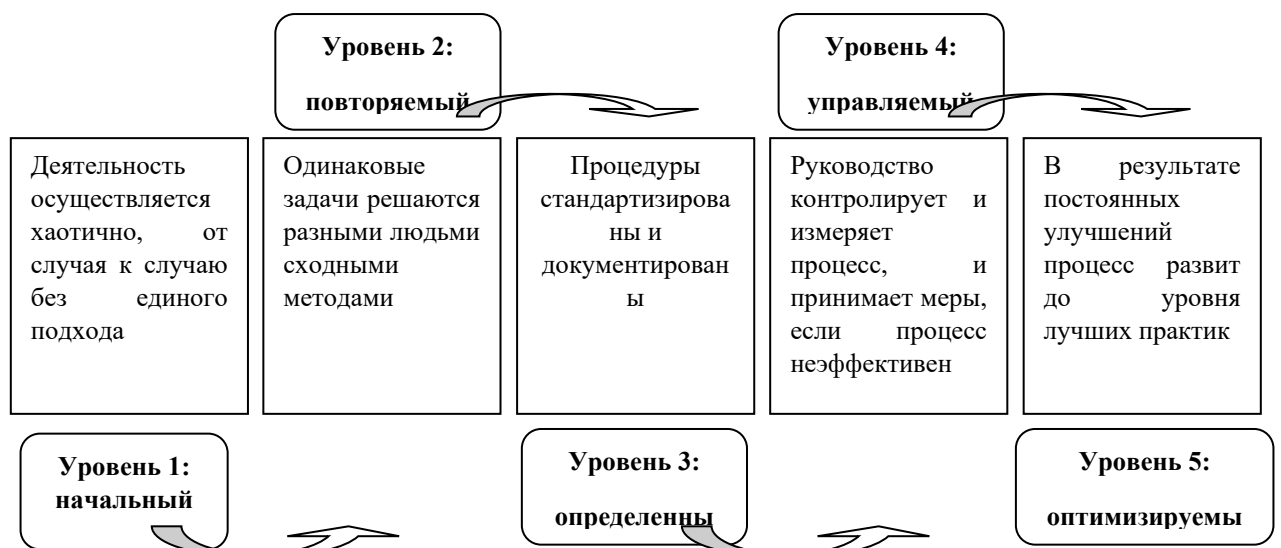 Уровень 2:
повторяемый
Уровень 4:
управляемый
Деятельность
осуществляется
хаотично, от
случая к случаю
без единого
подхода
Одинаковые
задачи решаются
разными людьми
сходными
методами
Процедуры
стандартизирова
ны и
документирован
ы
Руководство
контролирует и
измеряет
процесс, и
принимает меры,
если процесс
неэффективен
В результате
постоянных
улучшений
процесс развит
до уровня
лучших практик
Уровень 1:
начальный
Уровень 3:
определенны
Уровень 5:
оптимизируемы